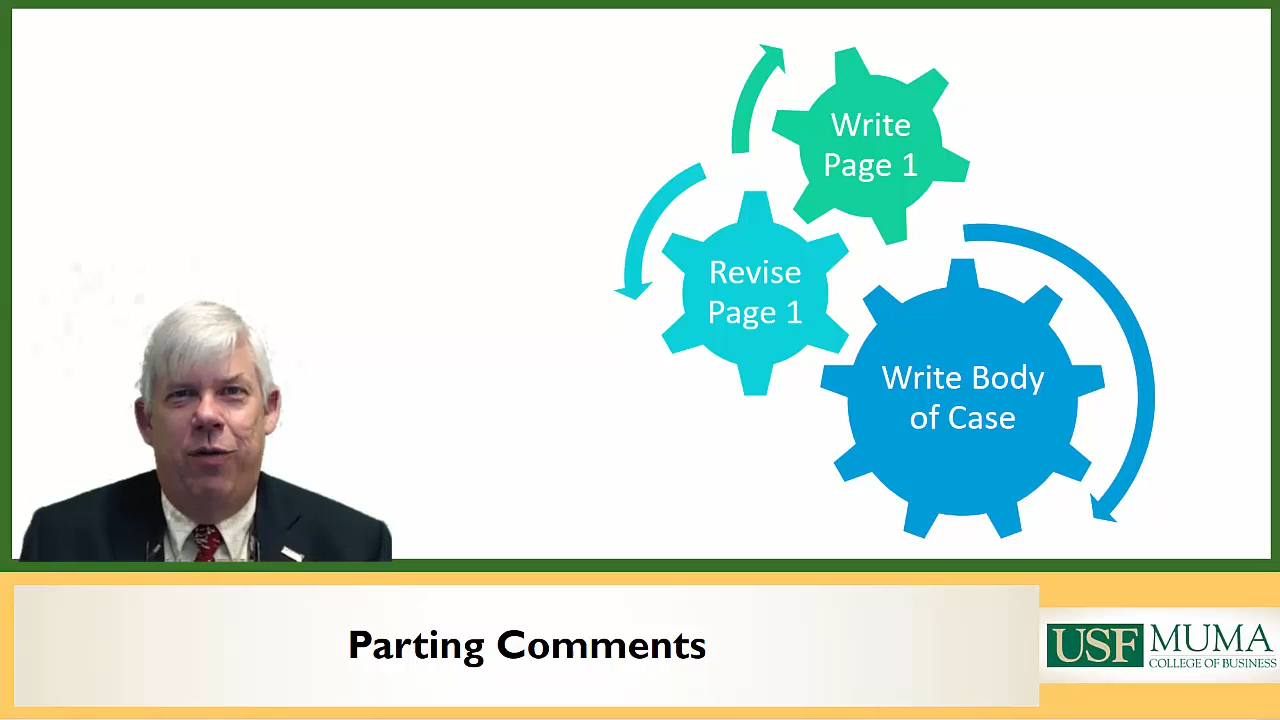 Write
Page 1
Revise
Page 1
Write Body
of Case
Parting Comments
USF MUMA
COLLEGE OF BUSINESS